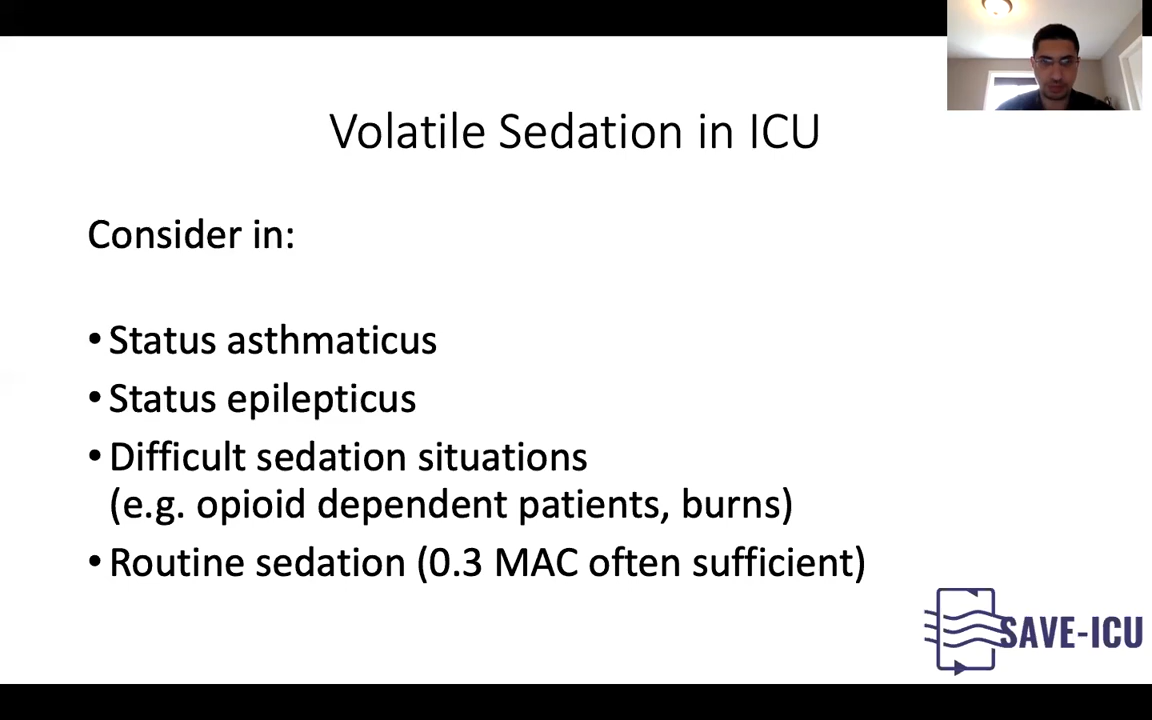 Volatile Sedation in ICU
Consider in:
• Status asthmaticus
• Status epilepticus
• Difficult sedation situations
(e.g. opioid dependent patients, burns)
• Routine sedation (0.3 MAC often sufficient)
SAVE-ICU